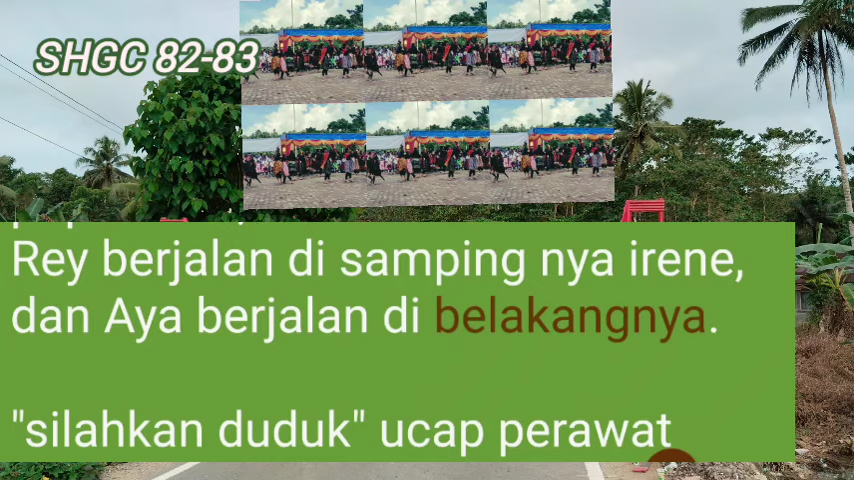 SHGC 82-83
Rey berjalan di samping nya irene,
dan Aya berjalan di belakangnya.
"silahkan duduk" ucap perawat